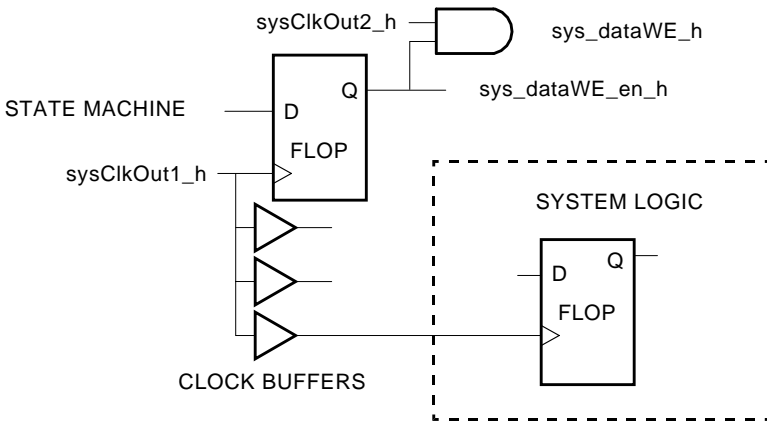 sysClkOut2_h
sys_dataWE_h
Q
sys_dataWE_en_h
STATE MACHINE
D
FLOP
sysClkOut1_h
SYSTEM LOGIC
Q
D
FLOP
CLOCK BUFFERS